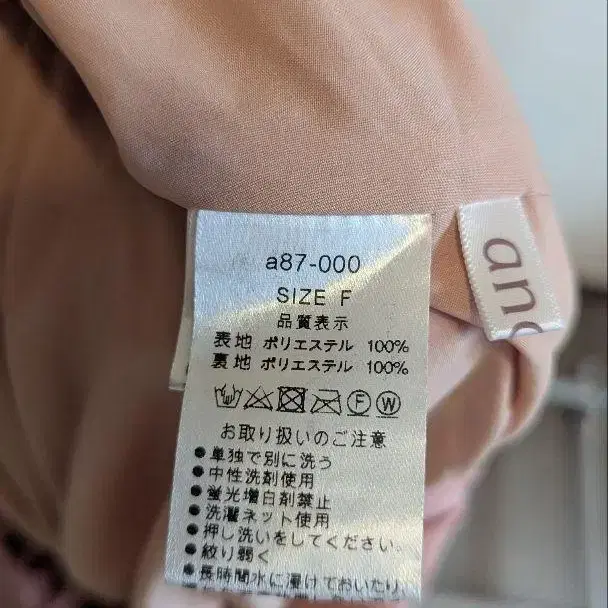 a87-000
SIZE F
品質表示
表地 ポリエステル 100%
裏地 ポリエステル 100%
F W
お取り扱いのご注意
●単独で別に洗う
●中性洗剤使用
●蛍光増白剤禁止
●洗濯ネット使用
●押し洗いをしてください。
●絞り弱く
●長時間水に浸けておいたり
an